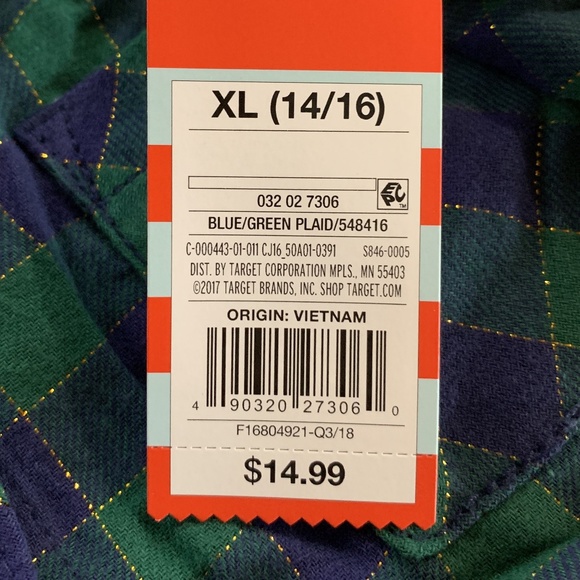 XL (14/16)
032 02 7306
EPC™
BLUE/GREEN PLAID/548416
C-000443-01-011 CJ16_50A01-0391 S846-0005
DIST. BY TARGET CORPORATION MPLS., MN 55403
©2017 TARGET BRANDS, INC. SHOP TARGET.COM
ORIGIN: VIETNAM
4 90320 27306 0
F16804921-Q3/18
$14.99